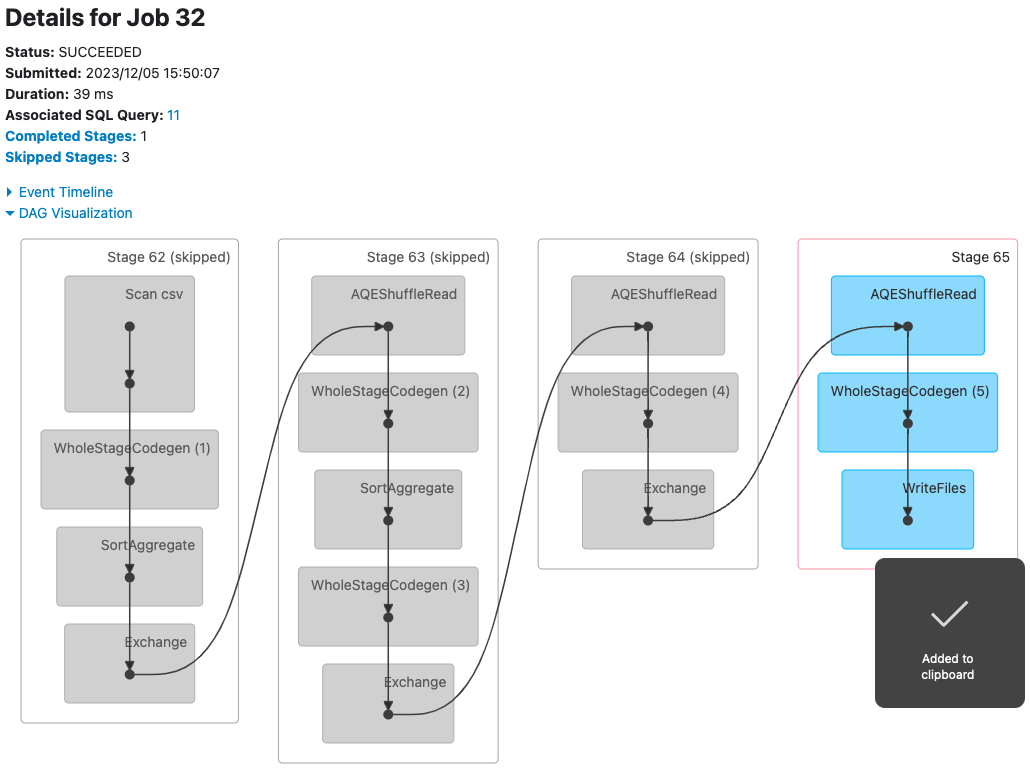 Details for Job 32
Status: SUCCEEDED
Submitted: 2023/12/05 15:50:07
Duration: 39 ms
Associated SQL Query: 11
Completed Stages: 1
Skipped Stages: 3
Event Timeline
DAG Visualization
Stage 62 (skipped)
Scan csv
WholeStageCodegen (1)
SortAggregate
Exchange
Stage 63 (skipped)
AQEShuffleRead
WholeStageCodegen (2)
SortAggregate
WholeStageCodegen (3)
Exchange
Stage 64 (skipped)
AQEShuffleRead
WholeStageCodegen (4)
Exchange
Stage 65
AQEShuffleRead
WholeStageCodegen (5)
WriteFiles
Added to
clipboard